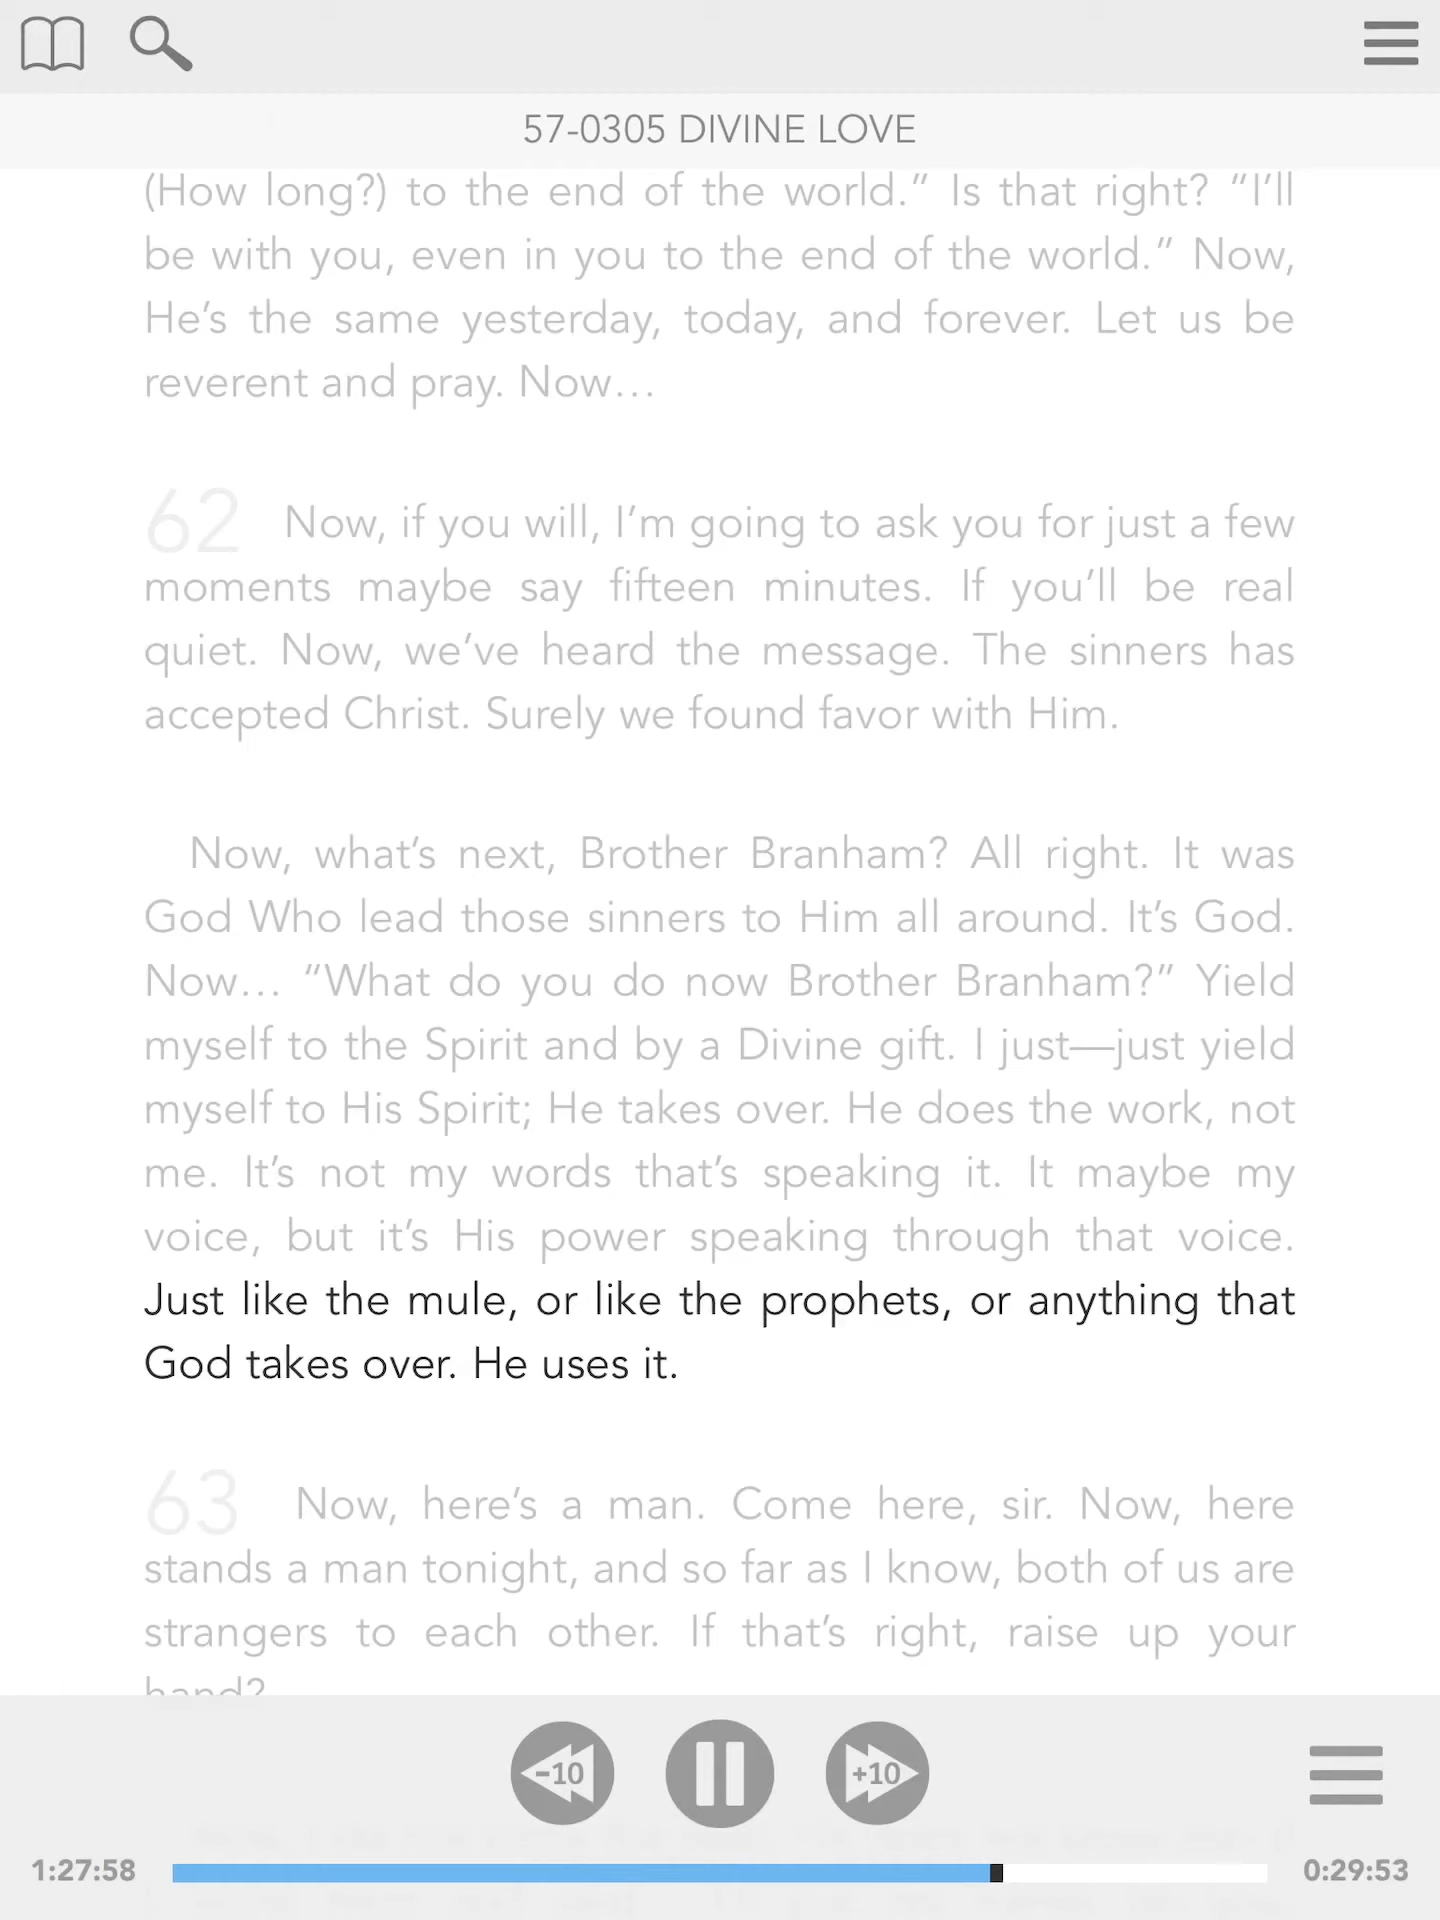 57-0305 DIVINE LOVE
(How long?) to the end of the world.” Is that right? “I’ll
be with you, even in you to the end of the world.” Now,
He’s the same yesterday, today, and forever. Let us be
reverent and pray. Now…
62 Now, if you will, I’m going to ask you for just a few
moments maybe say fifteen minutes. If you’ll be real
quiet. Now, we’ve heard the message. The sinners has
accepted Christ. Surely we found favor with Him.
Now, what’s next, Brother Branham? All right. It was
God Who lead those sinners to Him all around. It’s God.
Now… “What do you do now Brother Branham?” Yield
myself to the Spirit and by a Divine gift. I just—just yield
myself to His Spirit; He takes over. He does the work, not
me. It’s not my words that’s speaking it. It maybe my
voice, but it’s His power speaking through that voice.
Just like the mule, or like the prophets, or anything that
God takes over. He uses it.
63 Now, here’s a man. Come here, sir. Now, here
stands a man tonight, and so far as I know, both of us are
strangers to each other. If that’s right, raise up your
hand?
-10 +10
1:27:58 0:29:53